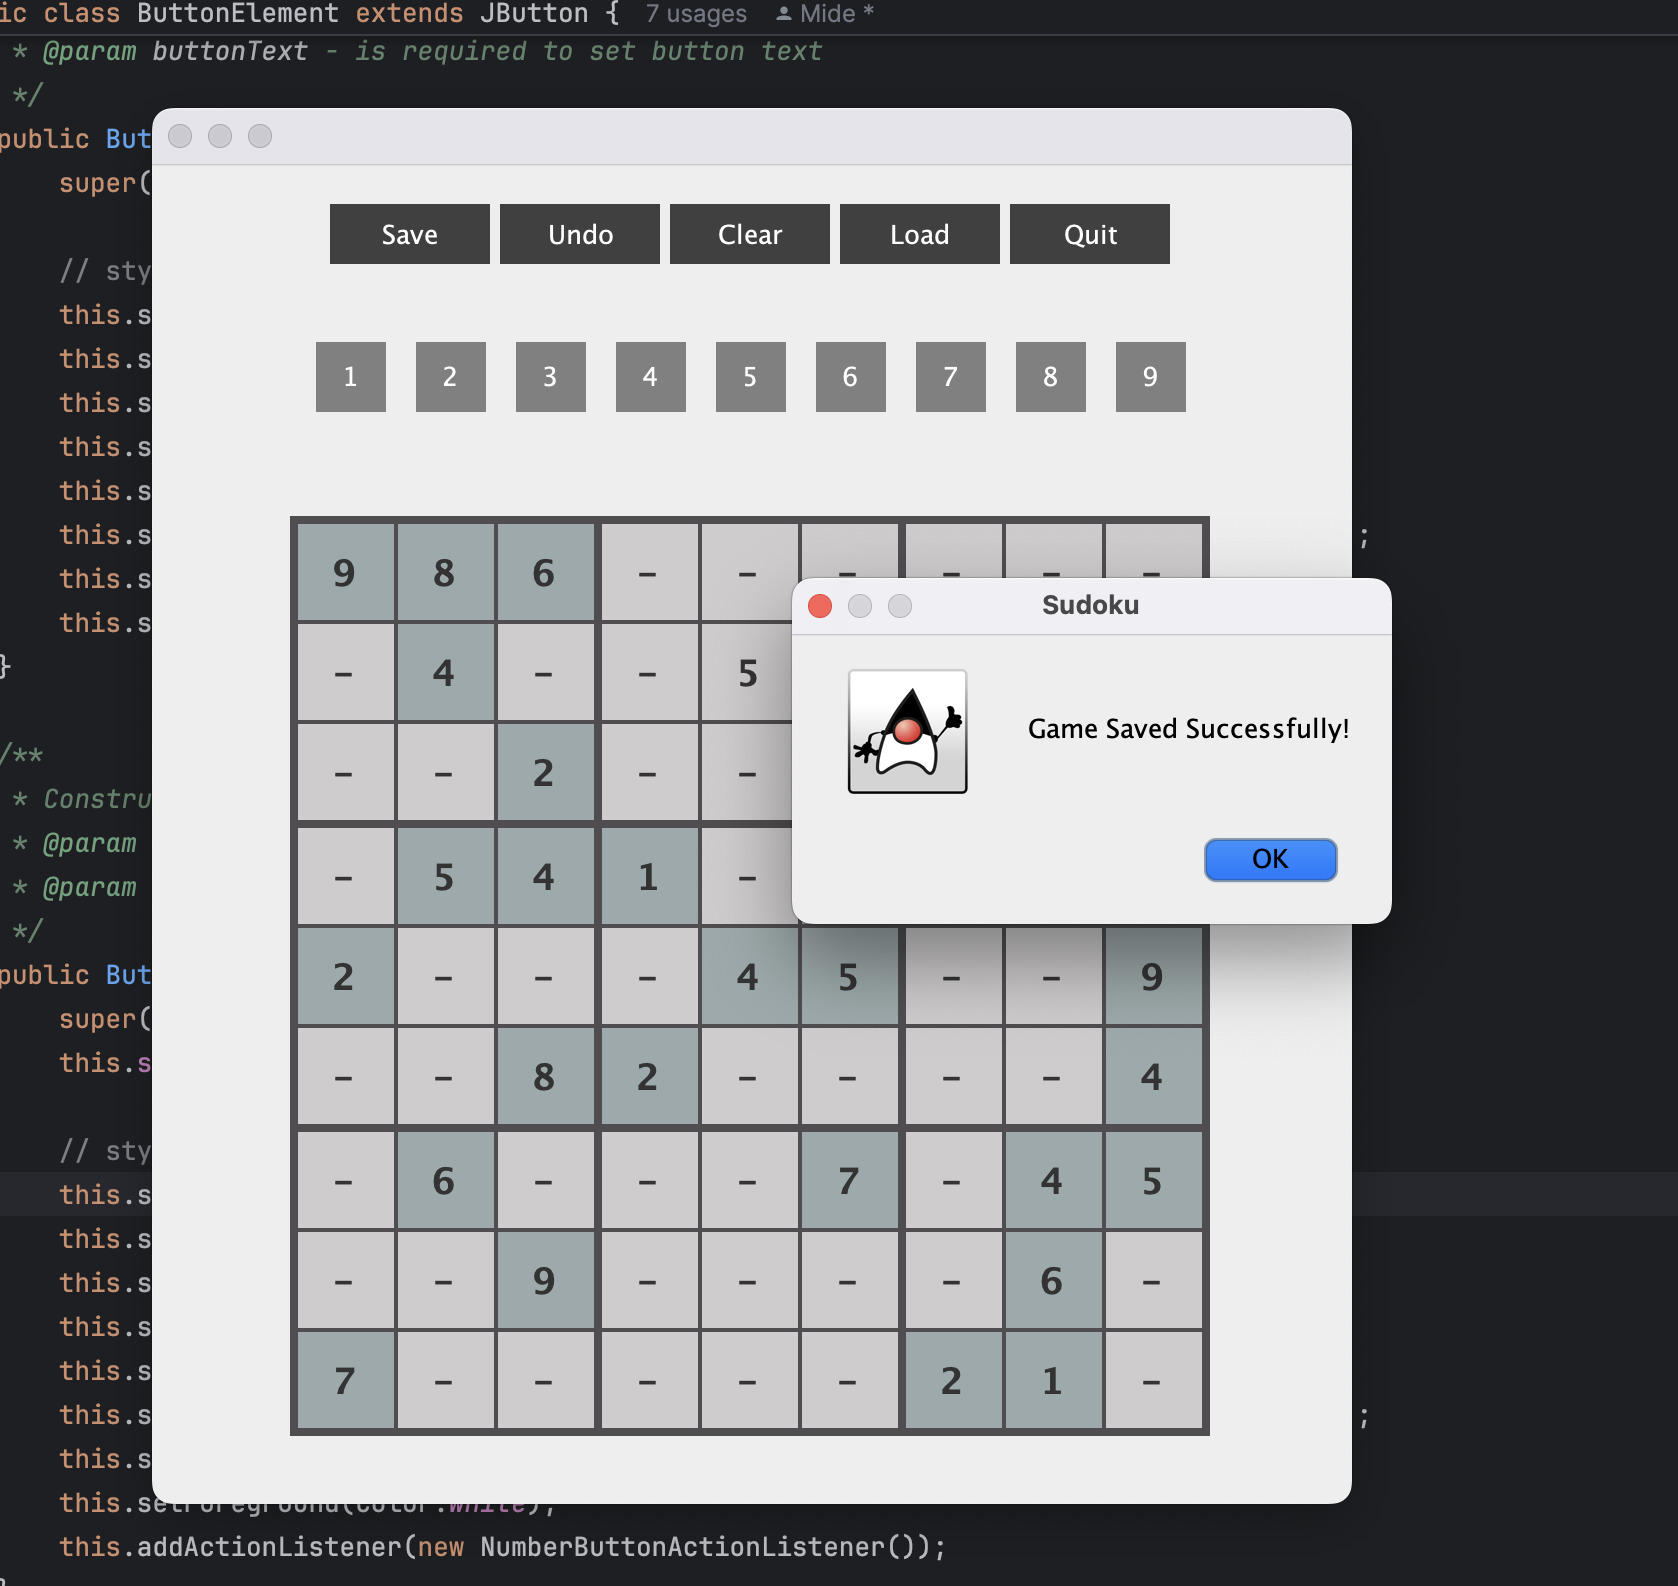 ic class ButtonElement extends JButton { 7 usages Mide *
* @param buttonText - is required to set button text
*/
public But
super(
// sty
this.s
this.s
this.s
this.s
this.s
this.s ;
this.s
this.s
}
/**
* Constru
* @param
* @param
*/
public But
super(
this.s
// sty
this.s
this.s
this.s
this.s
this.s
this.s ;
this.s
this.setForeground(Color.white);
this.addActionListener(new NumberButtonActionListener());
Save Undo Clear Load Quit
1 2 3 4 5 6 7 8 9
9 8 6 – – – – – –
– 4 – – 5
– – 2 – –
– 5 4 1 –
2 – – – 4 5 – – 9
– – 8 2 – – – – 4
– 6 – – – 7 – 4 5
– – 9 – – – – 6 –
7 – – – – – 2 1 –
Sudoku
Game Saved Successfully!
OK